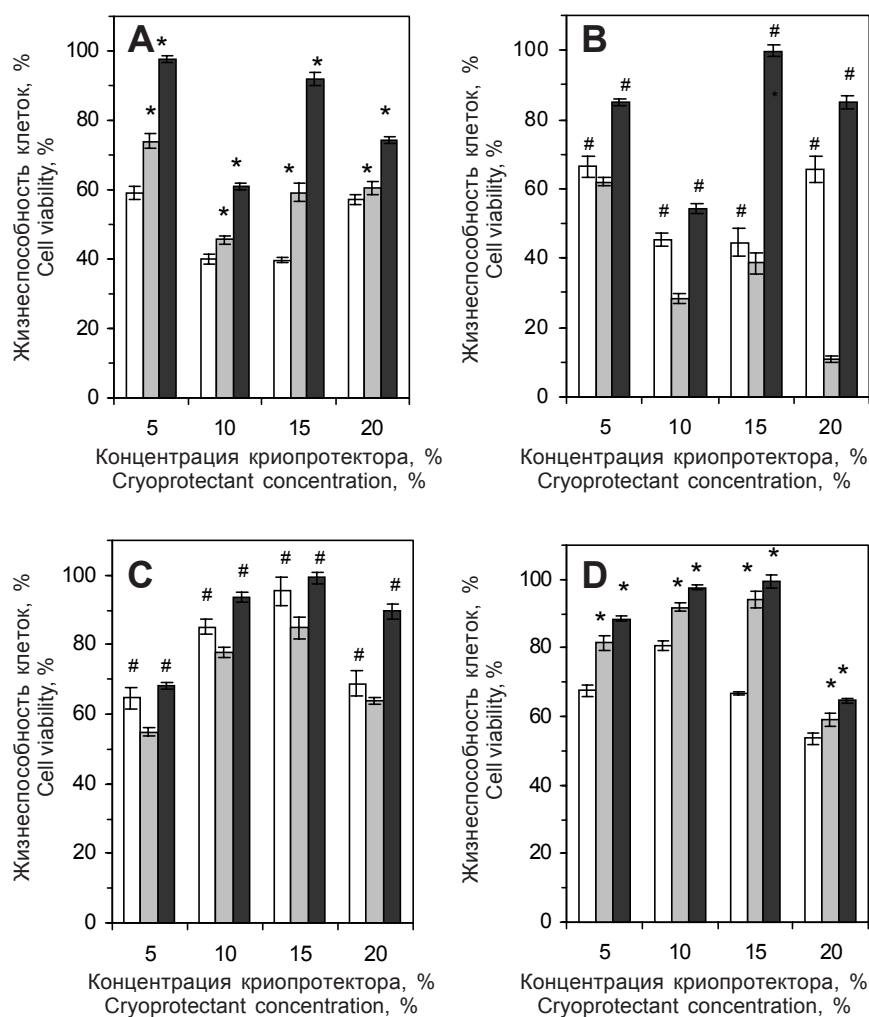 A
Жизнеспособность клеток, %
Cell viability, %
100
80
60
40
20
0
* * * * * * * *
5 10 15 20
Концентрация криопротектора, %
Cryoprotectant concentration, %
B
Жизнеспособность клеток, %
Cell viability, %
100
80
60
40
20
0
# # # # # # # #
*
5 10 15 20
Концентрация криопротектора, %
Cryoprotectant concentration, %
C
Жизнеспособность клеток, %
Cell viability, %
100
80
60
40
20
0
# # # # # # # #
5 10 15 20
Концентрация криопротектора, %
Cryoprotectant concentration, %
D
Жизнеспособность клеток, %
Cell viability, %
100
80
60
40
20
0
* * * * * * * *
5 10 15 20
Концентрация криопротектора, %
Cryoprotectant concentration, %